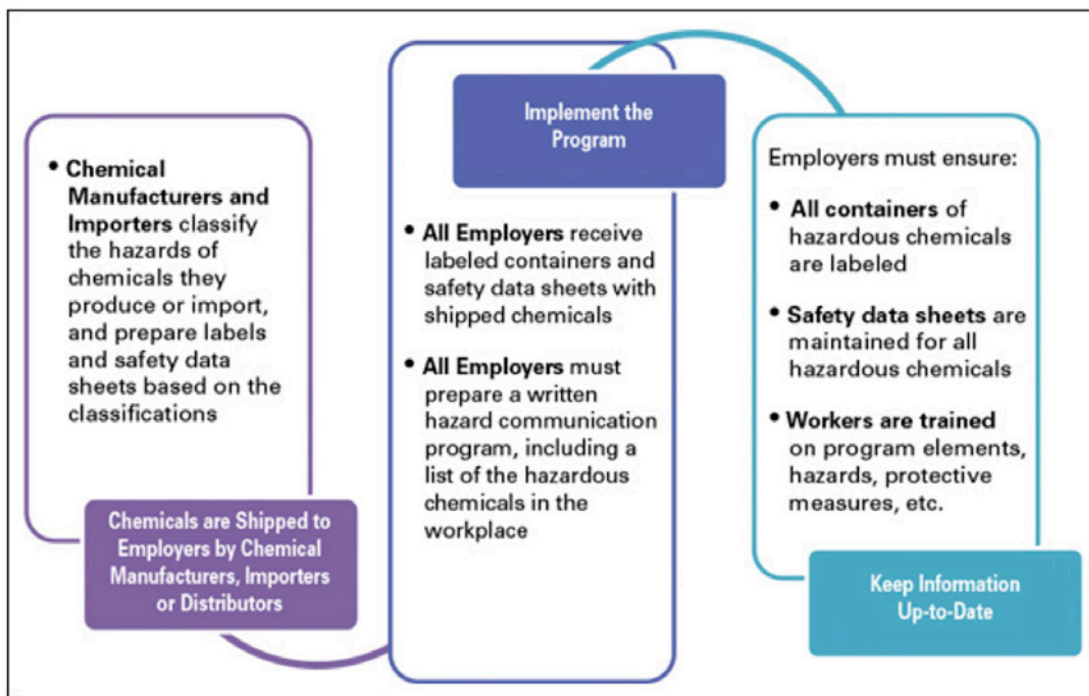 • Chemical
Manufacturers and
Importers classify
the hazards of
chemicals they
produce or import,
and prepare labels
and safety data
sheets based on the
classifications
Chemicals are Shipped to
Employers by Chemical
Manufacturers, Importers
or Distributors
Implement the
Program
• All Employers receive
labeled containers and
safety data sheets with
shipped chemicals
• All Employers must
prepare a written
hazard communication
program, including a
list of the hazardous
chemicals in the
workplace
Employers must ensure:
• All containers of
hazardous chemicals
are labeled
• Safety data sheets are
maintained for all
hazardous chemicals
• Workers are trained
on program elements,
hazards, protective
measures, etc.
Keep Information
Up-to-Date